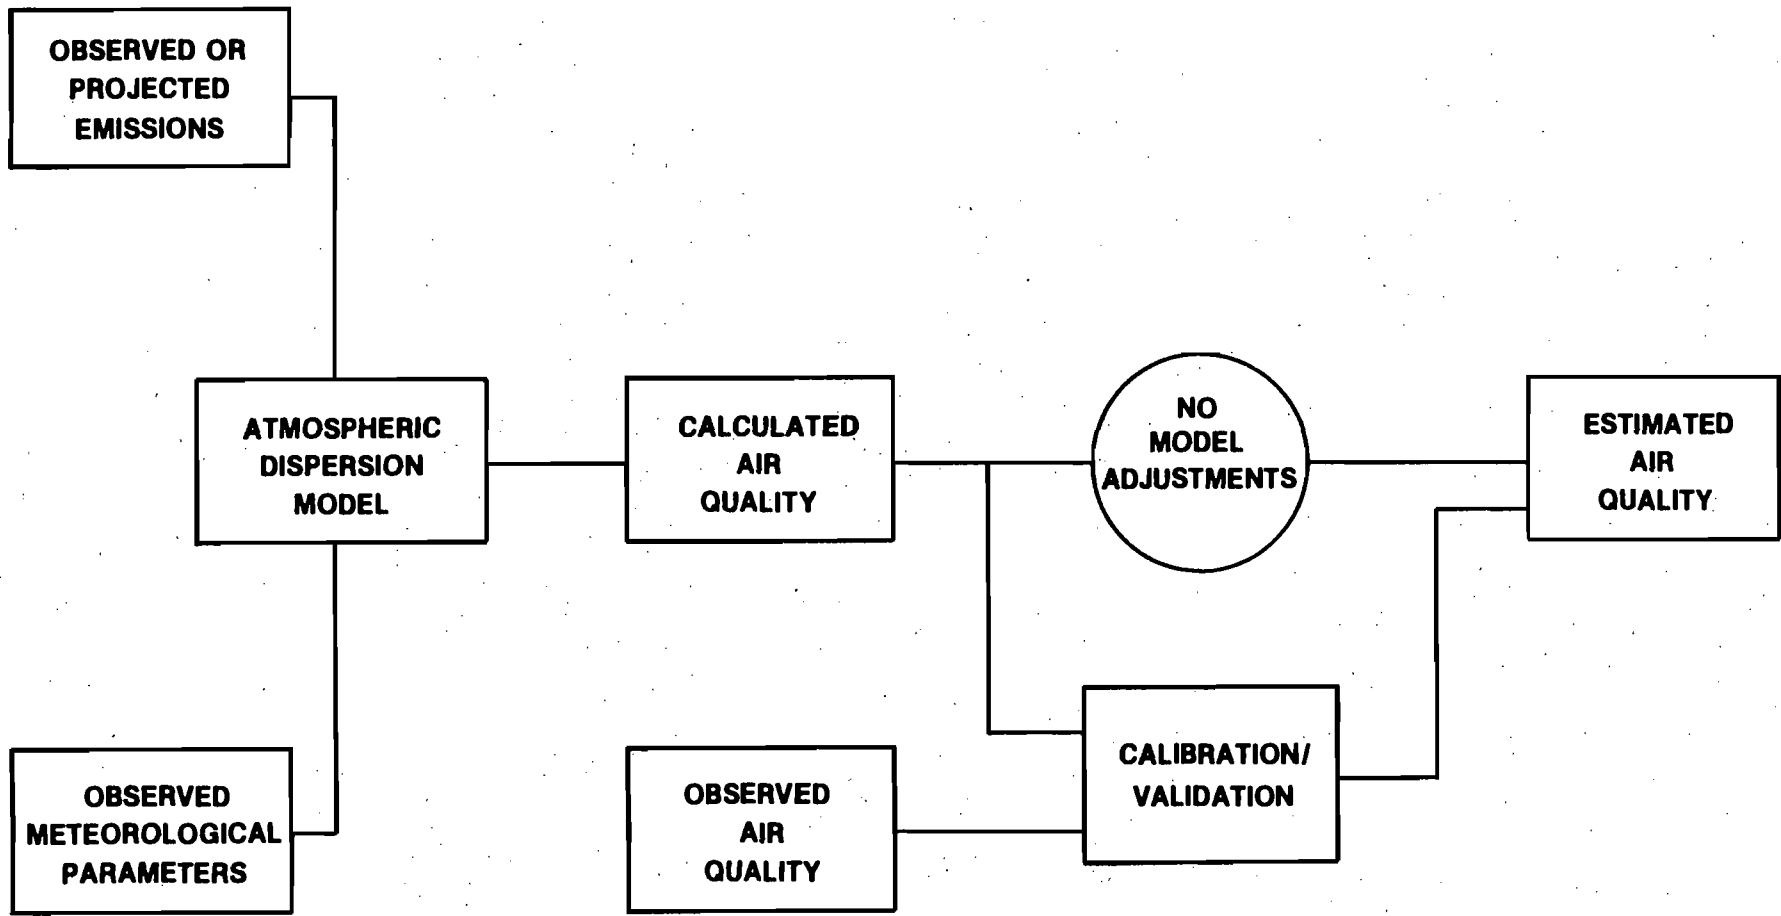 OBSERVED OR
PROJECTED
EMISSIONS
ATMOSPHERIC
DISPERSION
MODEL
CALCULATED
AIR
QUALITY
NO
MODEL
ADJUSTMENTS
ESTIMATED
AIR
QUALITY
OBSERVED
METEOROLOGICAL
PARAMETERS
OBSERVED
AIR
QUALITY
CALIBRATION/
VALIDATION